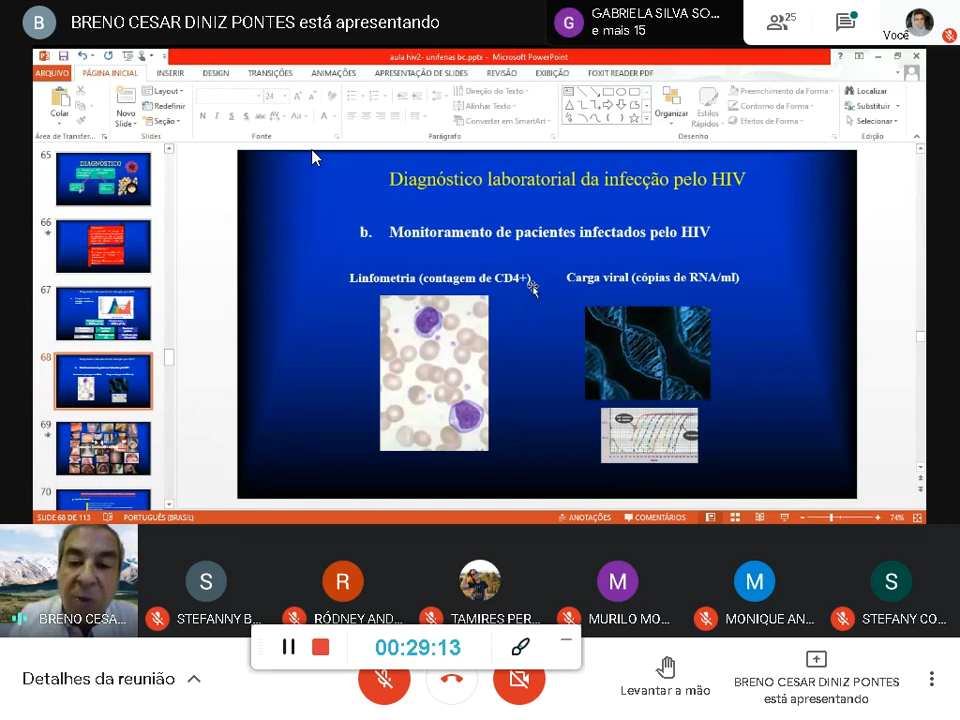 B
BRENO CESAR DINIZ PONTES está apresentando
G
GABRIELA SILVA SO...
e mais 15
25
Você
aula hiv2- unifenas bc.pptx - Microsoft PowerPoint
ARQUIVO PÁGINA INICIAL INSERIR DESIGN TRANSIÇÕES ANIMAÇÕES APRESENTAÇÃO DE SLIDES REVISÃO EXIBIÇÃO FOXIT READER PDF
Colar
Novo
Slide
Layout
Redefinir
Seção
24
N I S S abc AV Aa A
Direção do Texto
Alinhar Texto
Converter em SmartArt
Organizar
Estilos
Rápidos
Preenchimento da Forma
Contorno da Forma
Efeitos de Forma
Localizar
Substituir
Selecionar
Área de Transfer...
Slides
Fonte
Parágrafo
Desenho
Edição
65
DIAGNÓSTICO
66
67
68
69
70
Diagnóstico laboratorial da infecção pelo HIV
b. Monitoramento de pacientes infectados pelo HIV
Linfometria (contagem de CD4+)
Carga viral (cópias de RNA/ml)
SLIDE 68 DE 113 PORTUGUÊS (BRASIL)
ANOTAÇÕES COMENTÁRIOS
74%
BRENO CESA...
S
STEFANNY B...
R
RÓDNEY AND...
TAMIRES PER...
M
MURILO MO...
M
MONIQUE AN...
S
STEFANY CO...
00:29:13
Detalhes da reunião
Levantar a mão
BRENO CESAR DINIZ PONTES
está apresentando